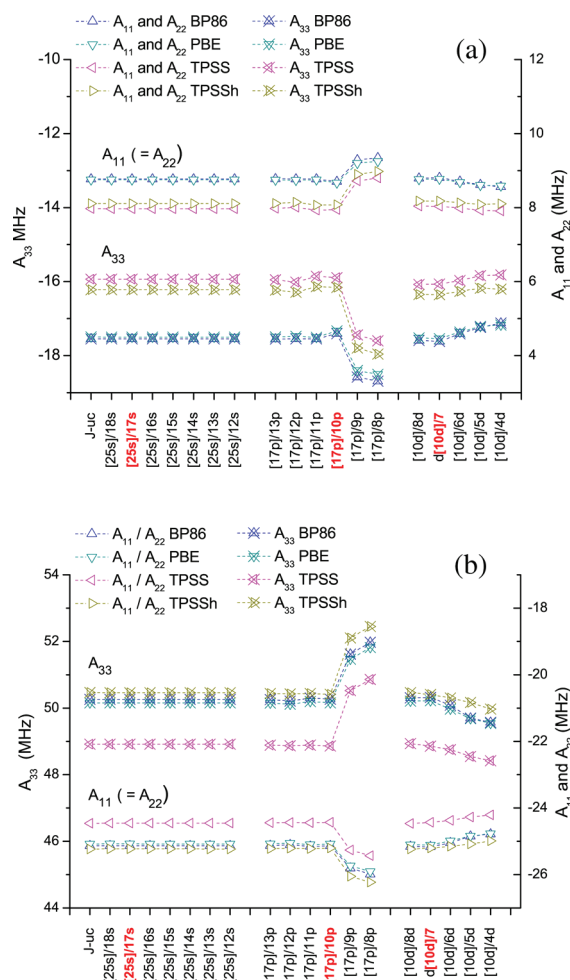 A11 and A22 BP86
A33 BP86
A11 and A22 PBE
A33 PBE
A11 and A22 TPSS
A33 TPSS
A11 and A22 TPSSh
A33 TPSSh
(a)
-10
-12
-14
-16
-18
A33 MHz
12
10
8
6
4
A11 and A22 (MHz)
A11 ( = A22)
A33
J-uc
[25s]/18s
[25s]/17s
[25s]/16s
[25s]/15s
[25s]/14s
[25s]/13s
[25s]/12s
[17p]/13p
[17p]/12p
[17p]/11p
[17p]/10p
[17p]/9p
[17p]/8p
[10d]/8d
d[10d]/7
[10d]/6d
[10d]/5d
[10d]/4d
A11 / A22 BP86
A33 BP86
A11 / A22 PBE
A33 PBE
A11 / A22 TPSS
A33 TPSS
A11 / A22 TPSSh
A33 TPSSh
(b)
54
52
50
48
46
44
A33 (MHz)
-18
-20
-22
-24
-26
A11 and A22 (MHz)
A33
A11 (= A22)
J-uc
25s]/18s
25s]/17s
25s]/16s
25s]/15s
25s]/14s
25s]/13s
25s]/12s
17p]/13p
17p]/12p
17p]/11p
17p]/10p
[17p]/9p
[17p]/8p
[10d]/8d
d[10d]/7
[10d]/6d
[10d]/5d
[10d]/4d